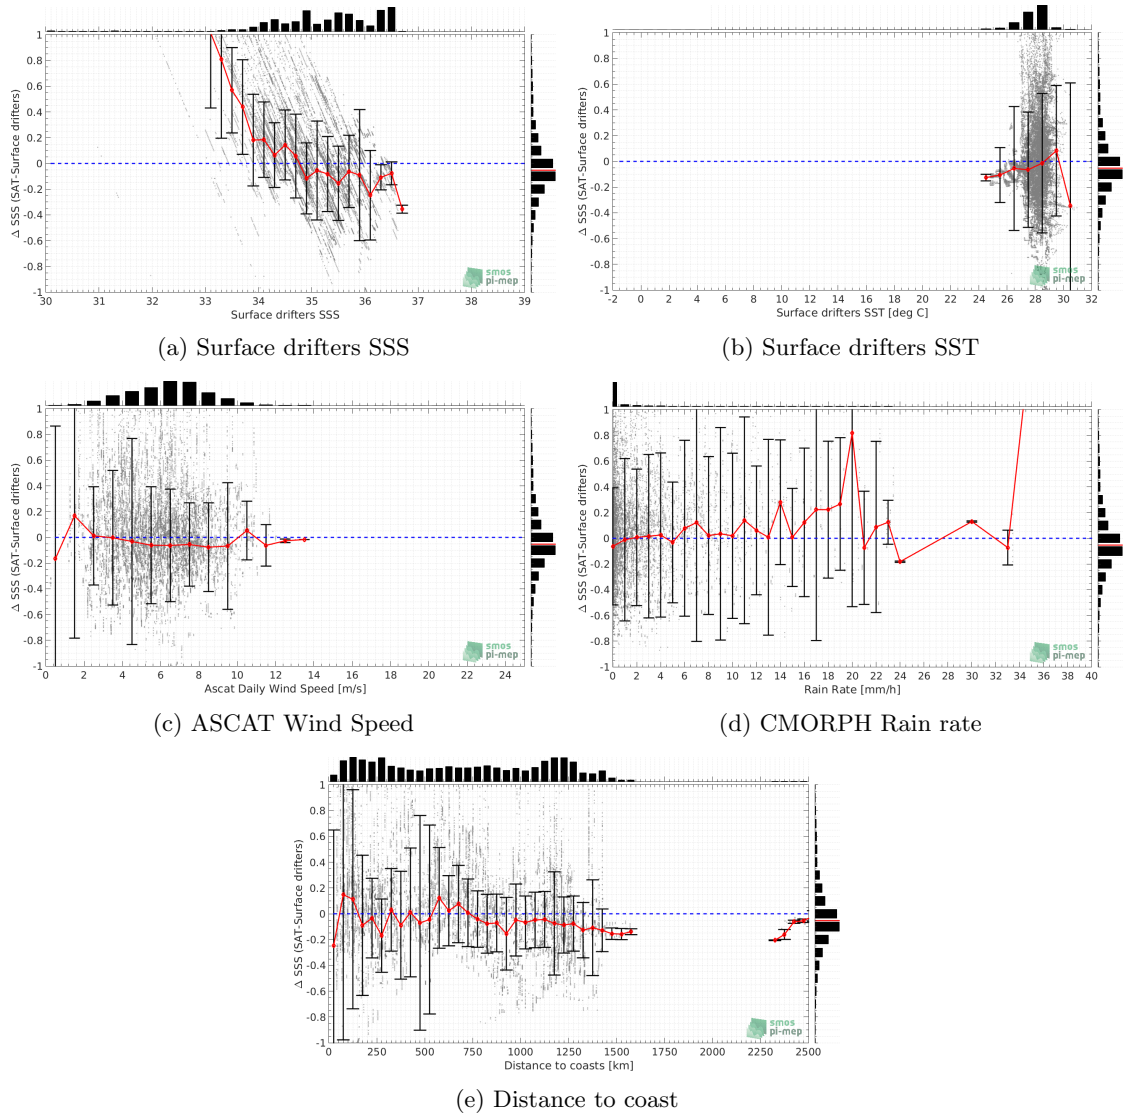 1
0.8
0.6
0.4
0.2
0
-0.2
-0.4
-0.6
-0.8
-1
Δ SSS (SAT-Surface drifters)
30 31 32 33 34 35 36 37 38 39
Surface drifters SSS
smos
pi-mep
(a) Surface drifters SSS
1
0.8
0.6
0.4
0.2
0
-0.2
-0.4
-0.6
-0.8
-1
Δ SSS (SAT-Surface drifters)
-2 0 2 4 6 8 10 12 14 16 18 20 22 24 26 28 30 32
Surface drifters SST [deg C]
smos
pi-mep
(b) Surface drifters SST
1
0.8
0.6
0.4
0.2
0
-0.2
-0.4
-0.6
-0.8
-1
Δ SSS (SAT-Surface drifters)
0 2 4 6 8 10 12 14 16 18 20 22 24
Ascat Daily Wind Speed [m/s]
smos
pi-mep
(c) ASCAT Wind Speed
1
0.8
0.6
0.4
0.2
0
-0.2
-0.4
-0.6
-0.8
-1
Δ SSS (SAT-Surface drifters)
0 2 4 6 8 10 12 14 16 18 20 22 24 26 28 30 32 34 36 38 40
Rain Rate [mm/h]
smos
pi-mep
(d) CMORPH Rain rate
1
0.8
0.6
0.4
0.2
0
-0.2
-0.4
-0.6
-0.8
-1
Δ SSS (SAT-Surface drifters)
0 250 500 750 1000 1250 1500 1750 2000 2250 2500
Distance to coasts [km]
smos
pi-mep
(e) Distance to coast